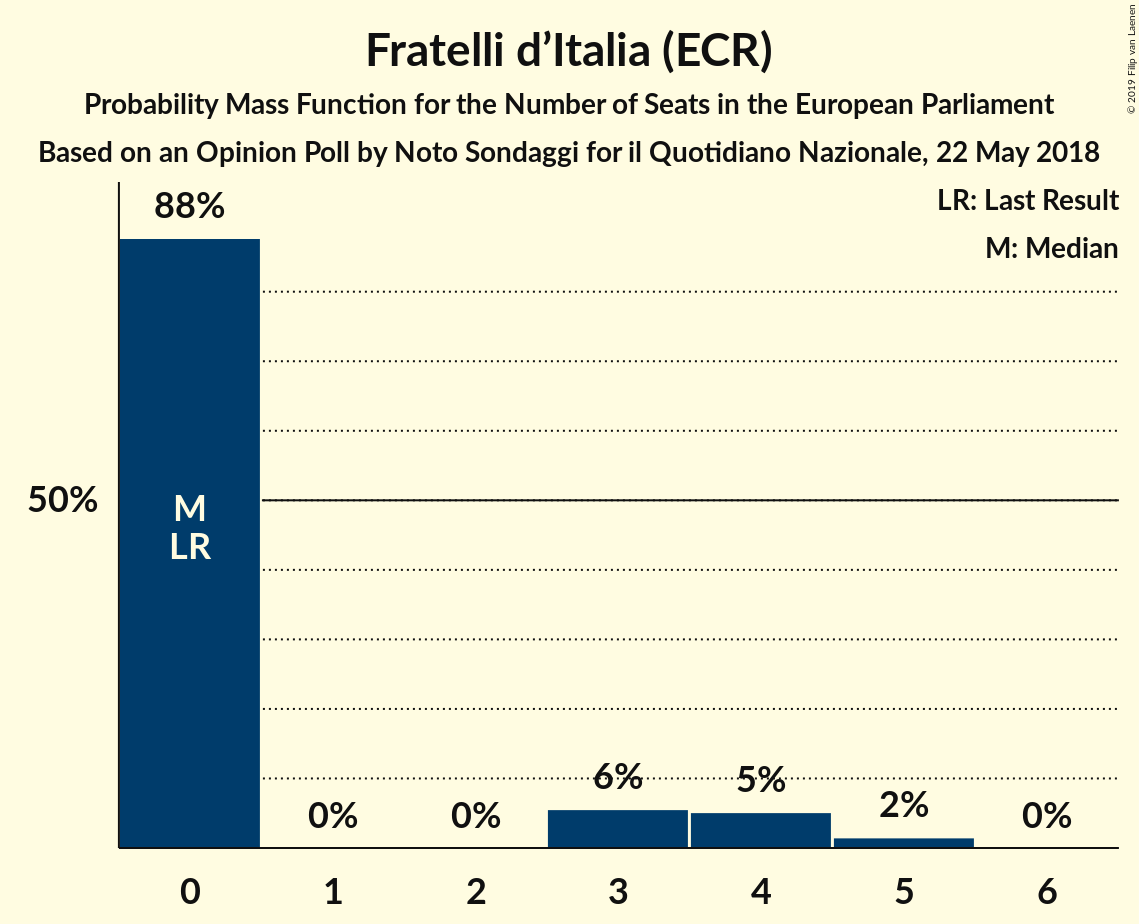 Fratelli d’Italia (ECR)
Probability Mass Function for the Number of Seats in the European Parliament
Based on an Opinion Poll by Noto Sondaggi for il Quotidiano Nazionale, 22 May 2018
© 2019 Filip van Laenen
LR: Last Result
M: Median
88%
50%
M
LR
0%
0%
6%
5%
2%
0%
0
1
2
3
4
5
6